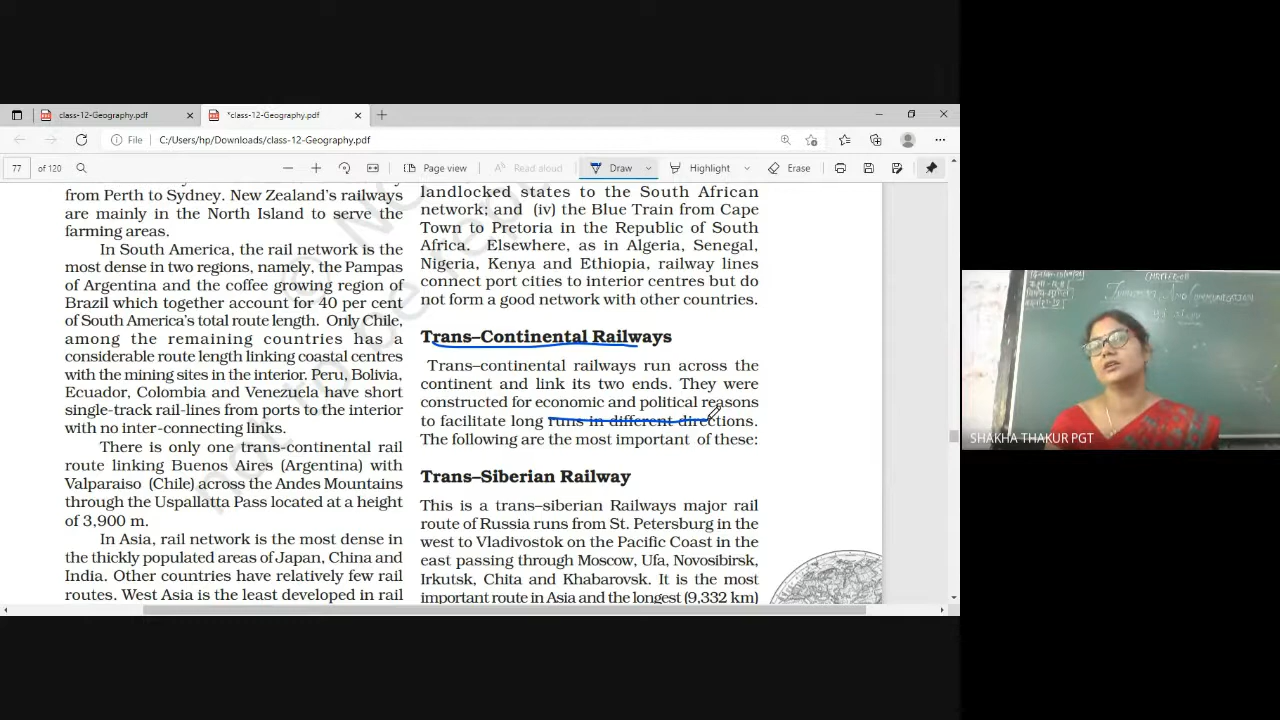 class-12-Geography.pdf
*class-12-Geography.pdf
File
C:/Users/hp/Downloads/class-12-Geography.pdf
77
of 120
Page view
Read aloud
Draw
Highlight
Erase
from Perth to Sydney. New Zealand's railways
are mainly in the North Island to serve the
farming areas.
In South America, the rail network is the
most dense in two regions, namely, the Pampas
of Argentina and the coffee growing region of
Brazil which together account for 40 per cent
of South America's total route length. Only Chile,
among the remaining countries has a
considerable route length linking coastal centres
with the mining sites in the interior. Peru, Bolivia,
Ecuador, Colombia and Venezuela have short
single-track rail-lines from ports to the interior
with no inter-connecting links.
There is only one trans-continental rail
route linking Buenos Aires (Argentina) with
Valparaiso (Chile) across the Andes Mountains
through the Uspallatta Pass located at a height
of 3,900 m.
In Asia, rail network is the most dense in
the thickly populated areas of Japan, China and
India. Other countries have relatively few rail
routes. West Asia is the least developed in rail
landlocked states to the South African
network; and (iv) the Blue Train from Cape
Town to Pretoria in the Republic of South
Africa. Elsewhere, as in Algeria, Senegal,
Nigeria, Kenya and Ethiopia, railway lines
connect port cities to interior centres but do
not form a good network with other countries.
Trans–Continental Railways
Trans–continental railways run across the
continent and link its two ends. They were
constructed for economic and political reasons
to facilitate long runs in different directions.
The following are the most important of these:
Trans–Siberian Railway
This is a trans–siberian Railways major rail
route of Russia runs from St. Petersburg in the
west to Vladivostok on the Pacific Coast in the
east passing through Moscow, Ufa, Novosibirsk,
Irkutsk, Chita and Khabarovsk. It is the most
important route in Asia and the longest (9,332 km)
SHAKHA THAKUR PGT